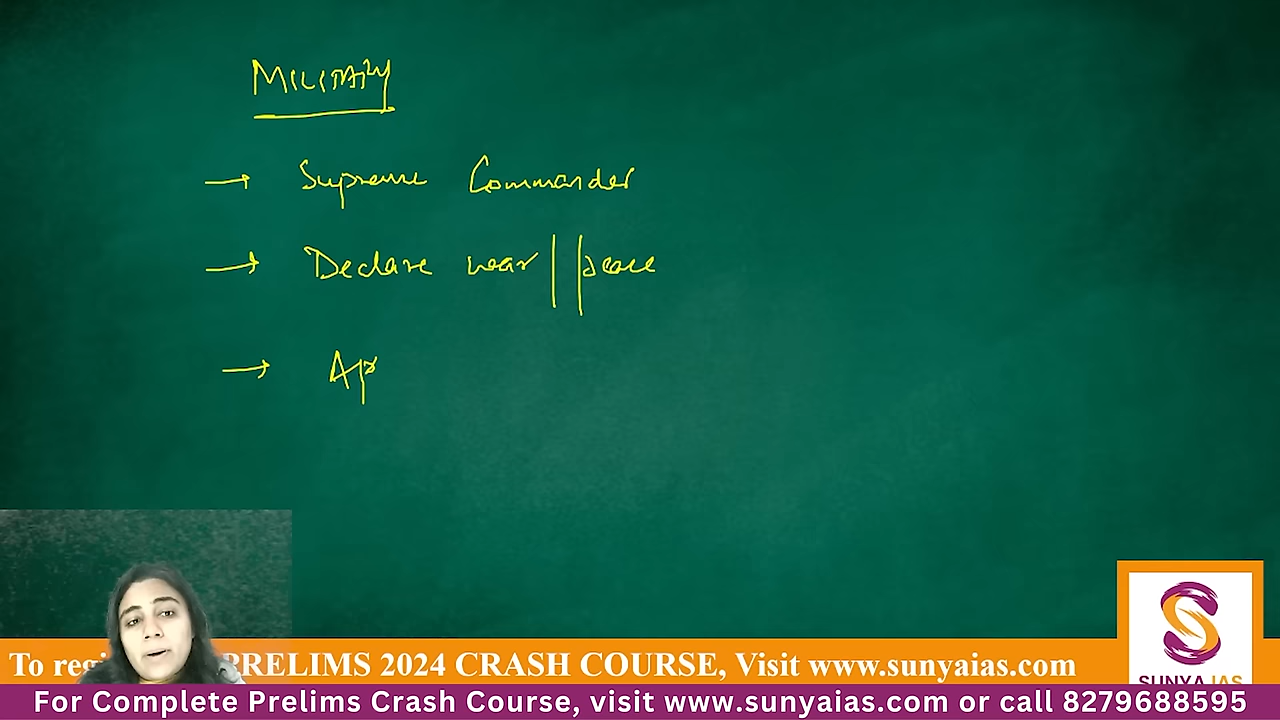 MILITARY
→ Supreme Commander
→ Declare war || peace
→ Ap
To regi PRELIMS 2024 CRASH COURSE, Visit www.sunyaias.com
SUNYA IAS
For Complete Prelims Crash Course, visit www.sunyaias.com or call 8279688595